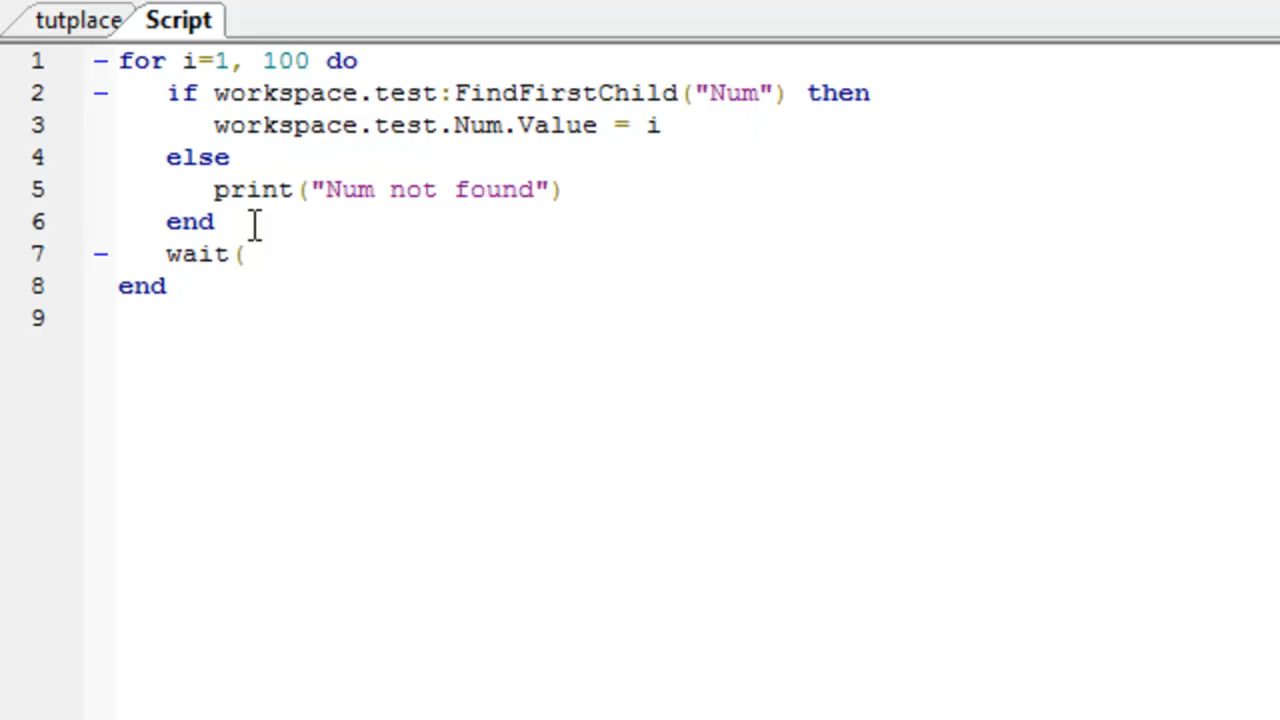 tutplace Script
1 for i=1, 100 do
2 if workspace.test:FindFirstChild("Num") then
3 workspace.test.Num.Value = i
4 else
5 print("Num not found")
6 end
7 wait(
8 end
9